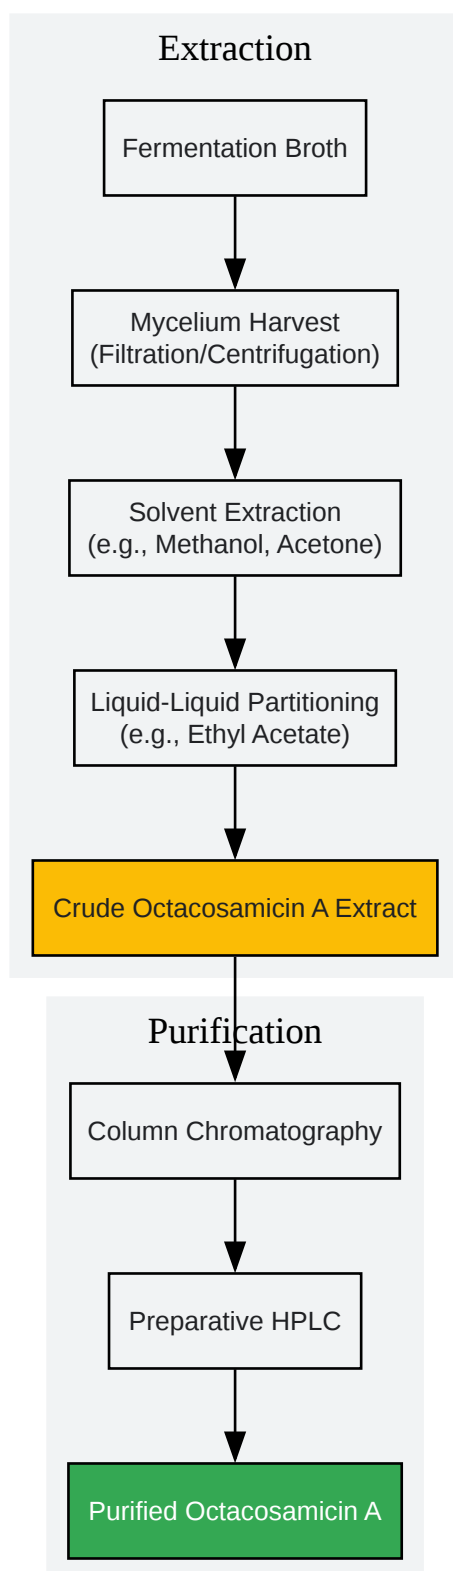 Extraction
Fermentation Broth
Mycelium Harvest
(Filtration/Centrifugation)
Solvent Extraction
(e.g., Methanol, Acetone)
Liquid-Liquid Partitioning
(e.g., Ethyl Acetate)
Crude Octacosamicin A Extract
Purification
Column Chromatography
Preparative HPLC
Purified Octacosamicin A